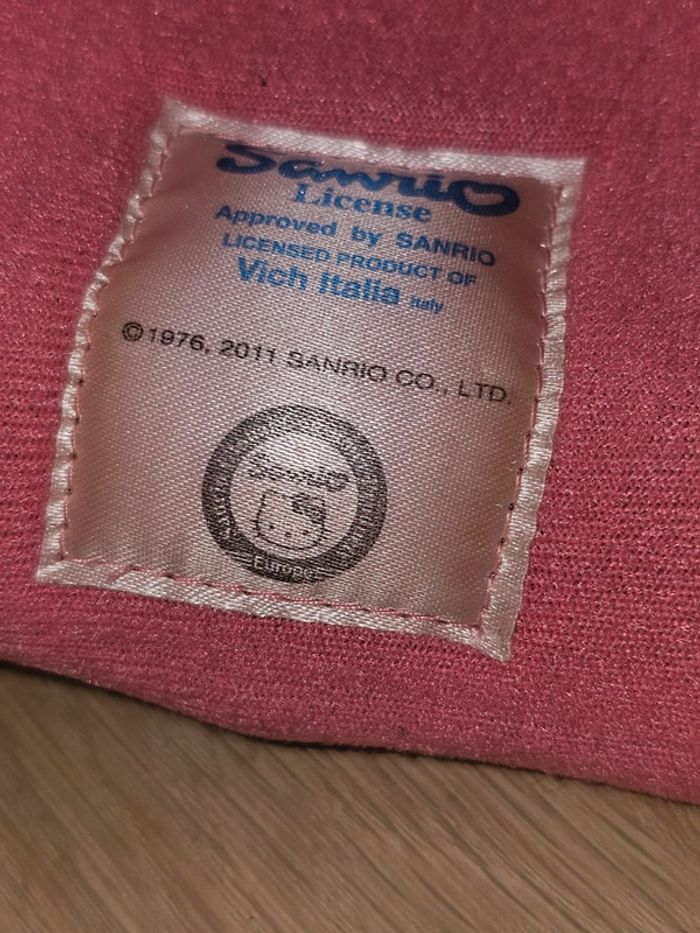 Sanrio
License
Approved by SANRIO
LICENSED PRODUCT OF
Vich Italia Italy
©1976, 2011 SANRIO CO., LTD.
Sanrio
Europe